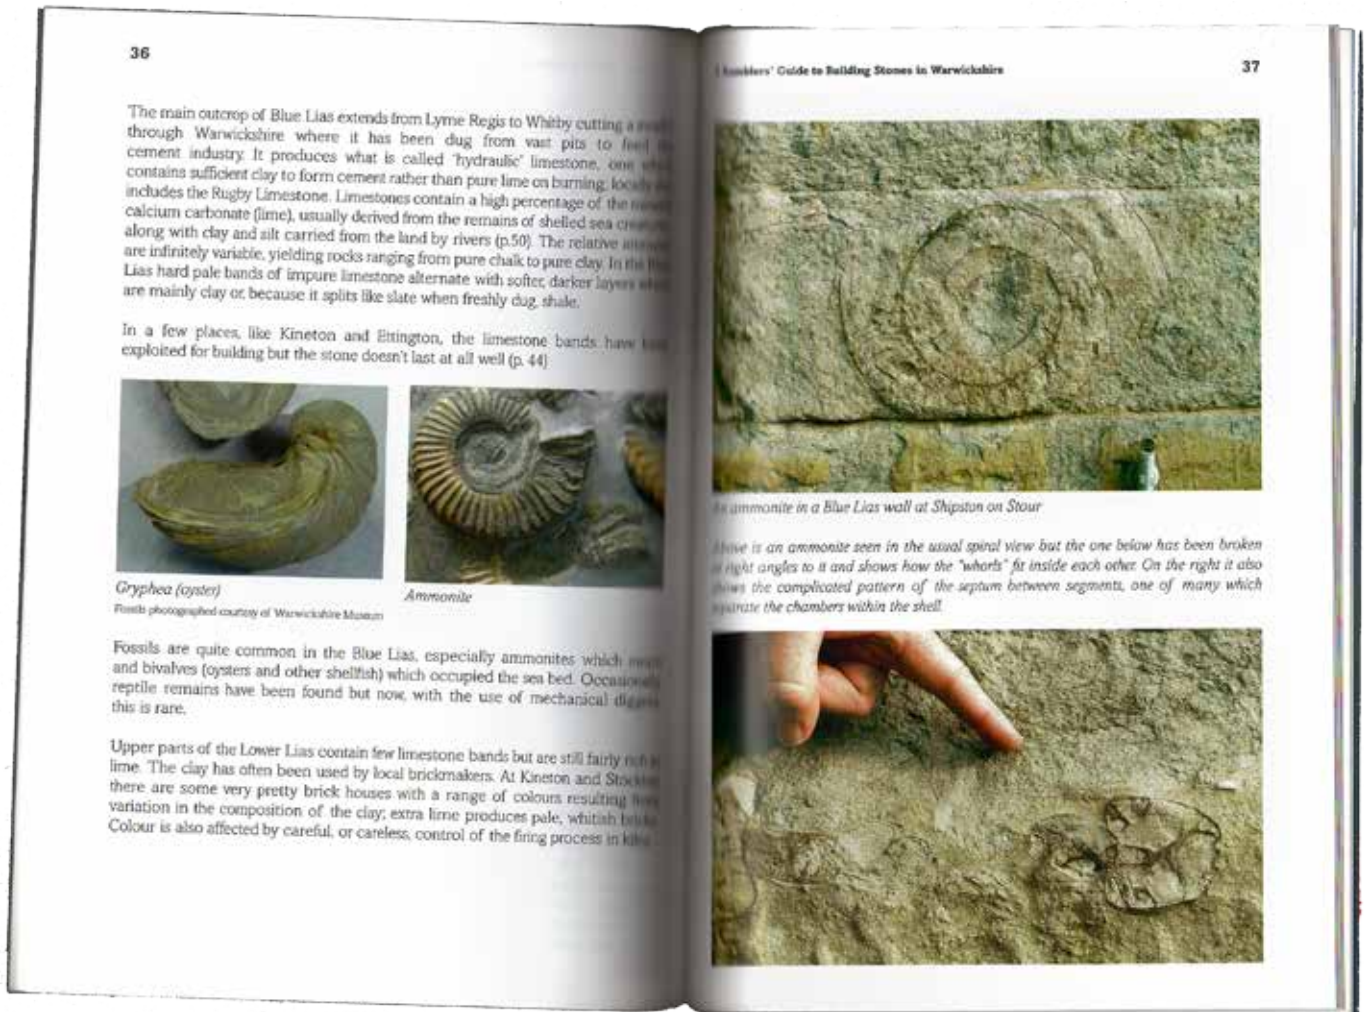 36
The main outcrop of Blue Lias extends from Lyme Regis to Whitby cutting a
through Warwickshire where it has been dug from vast pits to feed
cement industry. It produces what is called "hydraulic" limestone, one
contains sufficient clay to form cement rather than pure lime on burning; locally
includes the Rugby Limestone. Limestones contain a high percentage of the
calcium carbonate (lime), usually derived from the remains of shelled sea
along with clay and silt carried from the land by rivers (p.50). The relative
are infinitely variable, yielding rocks ranging from pure chalk to pure clay. In the
Lias hard pale bands of impure limestone alternate with softer, darker layers
are mainly clay or, because it splits like slate when freshly dug, shale.
In a few places, like Kineton and Ettington, the limestone bands have
exploited for building but the stone doesn't last at all well (p. 44)
Gryphea (oyster)
Ammonite
Fossils photographed courtesy of Warwickshire Museum
Fossils are quite common in the Blue Lias, especially ammonites which
and bivalves (oysters and other shellfish) which occupied the sea bed. Occasionally
reptile remains have been found but now, with the use of mechanical
this is rare.
Upper parts of the Lower Lias contain few limestone bands but are still fairly rich
lime. The clay has often been used by local brickmakers. At Kineton and
there are some very pretty brick houses with a range of colours resulting
variation in the composition of the clay; extra lime produces pale, whitish
Colour is also affected by careful, or careless, control of the firing process in
Guide to Building Stones in Warwickshire
37
ammonite in a Blue Lias wall at Shipston on Stour
is an ammonite seen in the usual spiral view but the one below has been broken
right angles to it and shows how the "whorls" fit inside each other. On the right it also
the complicated pattern of the septum between segments, one of many which
the chambers within the shell.